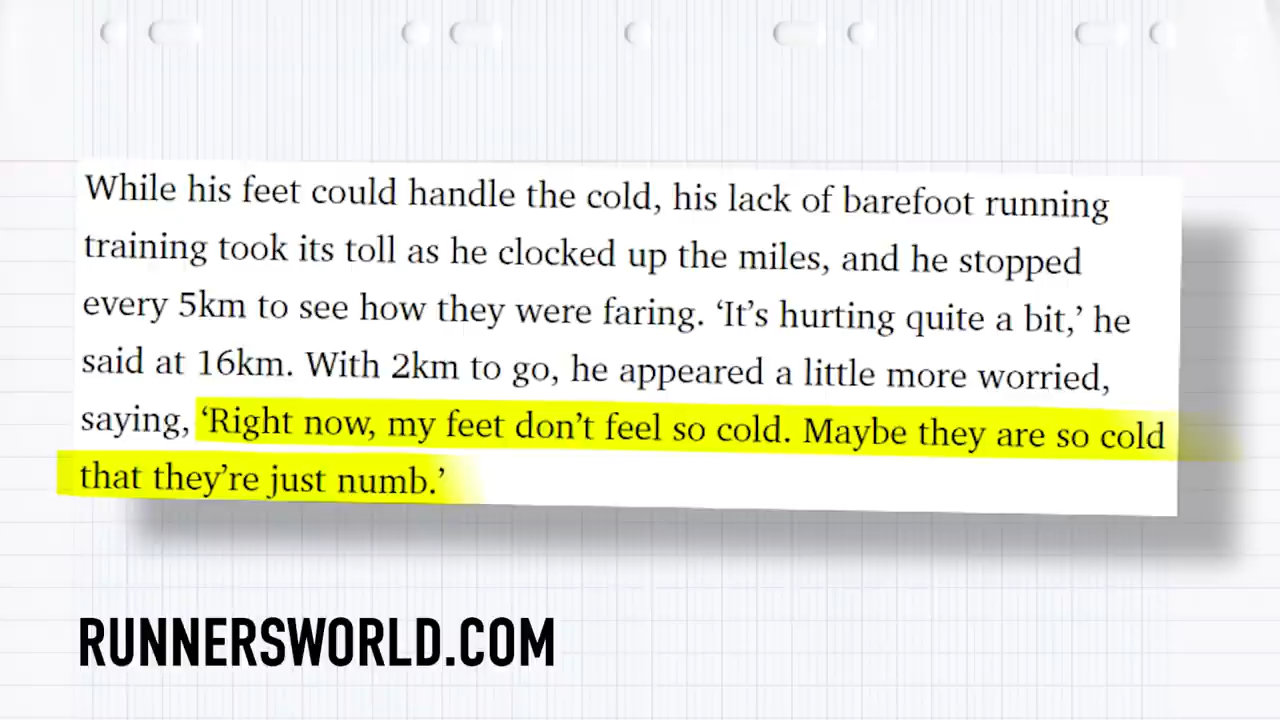 While his feet could handle the cold, his lack of barefoot running
training took its toll as he clocked up the miles, and he stopped
every 5km to see how they were faring. ‘It’s hurting quite a bit,’ he
said at 16km. With 2km to go, he appeared a little more worried,
saying, ‘Right now, my feet don’t feel so cold. Maybe they are so cold
that they’re just numb.’
RUNNERSWORLD.COM